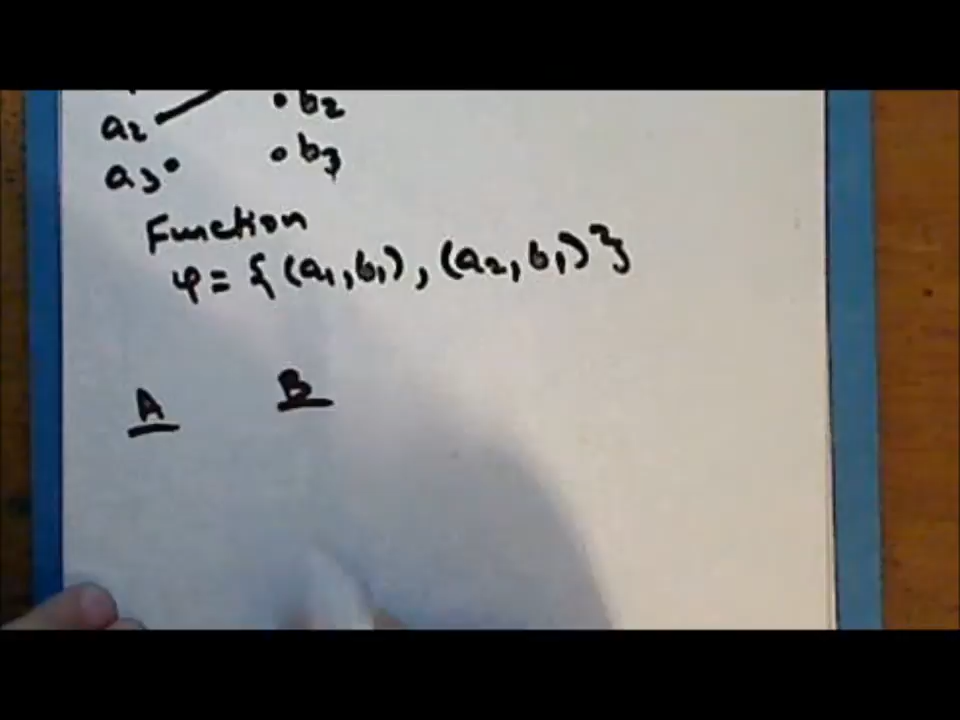 a2 b2
a3 b3
Function
φ = { (a1, b1), (a2, b1) }
A B